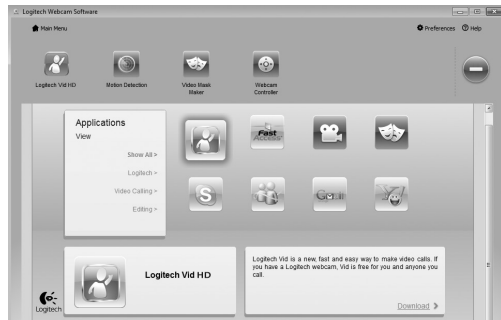 Logitech Webcam Software
Main Menu
Preferences
Help
Logitech Vid HD
Motion Detection
Video Mask
Maker
Webcam
Controller
Applications
View
Show All >
Logitech >
Video Calling >
Editing >
Fast
Access
S
Gmail
Y!
Logitech Vid HD
Logitech Vid is a new, fast and easy way to make video calls. If
you have a Logitech webcam, Vid is free for you and anyone you
call.
Download
Logitech